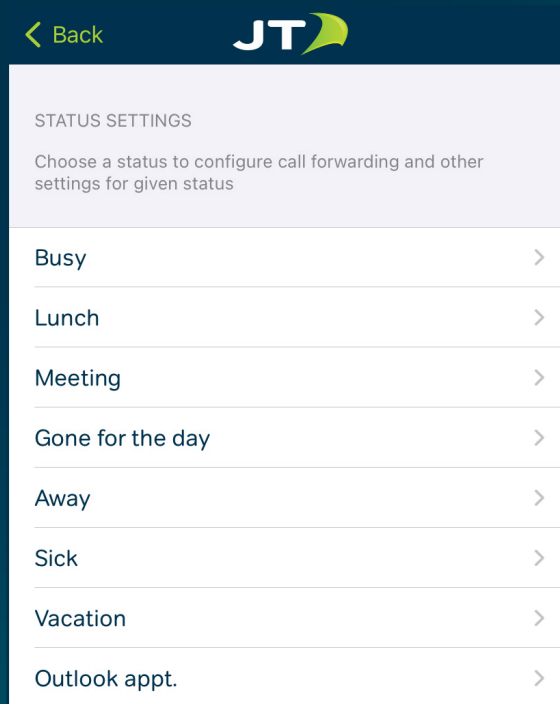 Back
JT
STATUS SETTINGS
Choose a status to configure call forwarding and other
settings for given status
Busy
Lunch
Meeting
Gone for the day
Away
Sick
Vacation
Outlook appt.